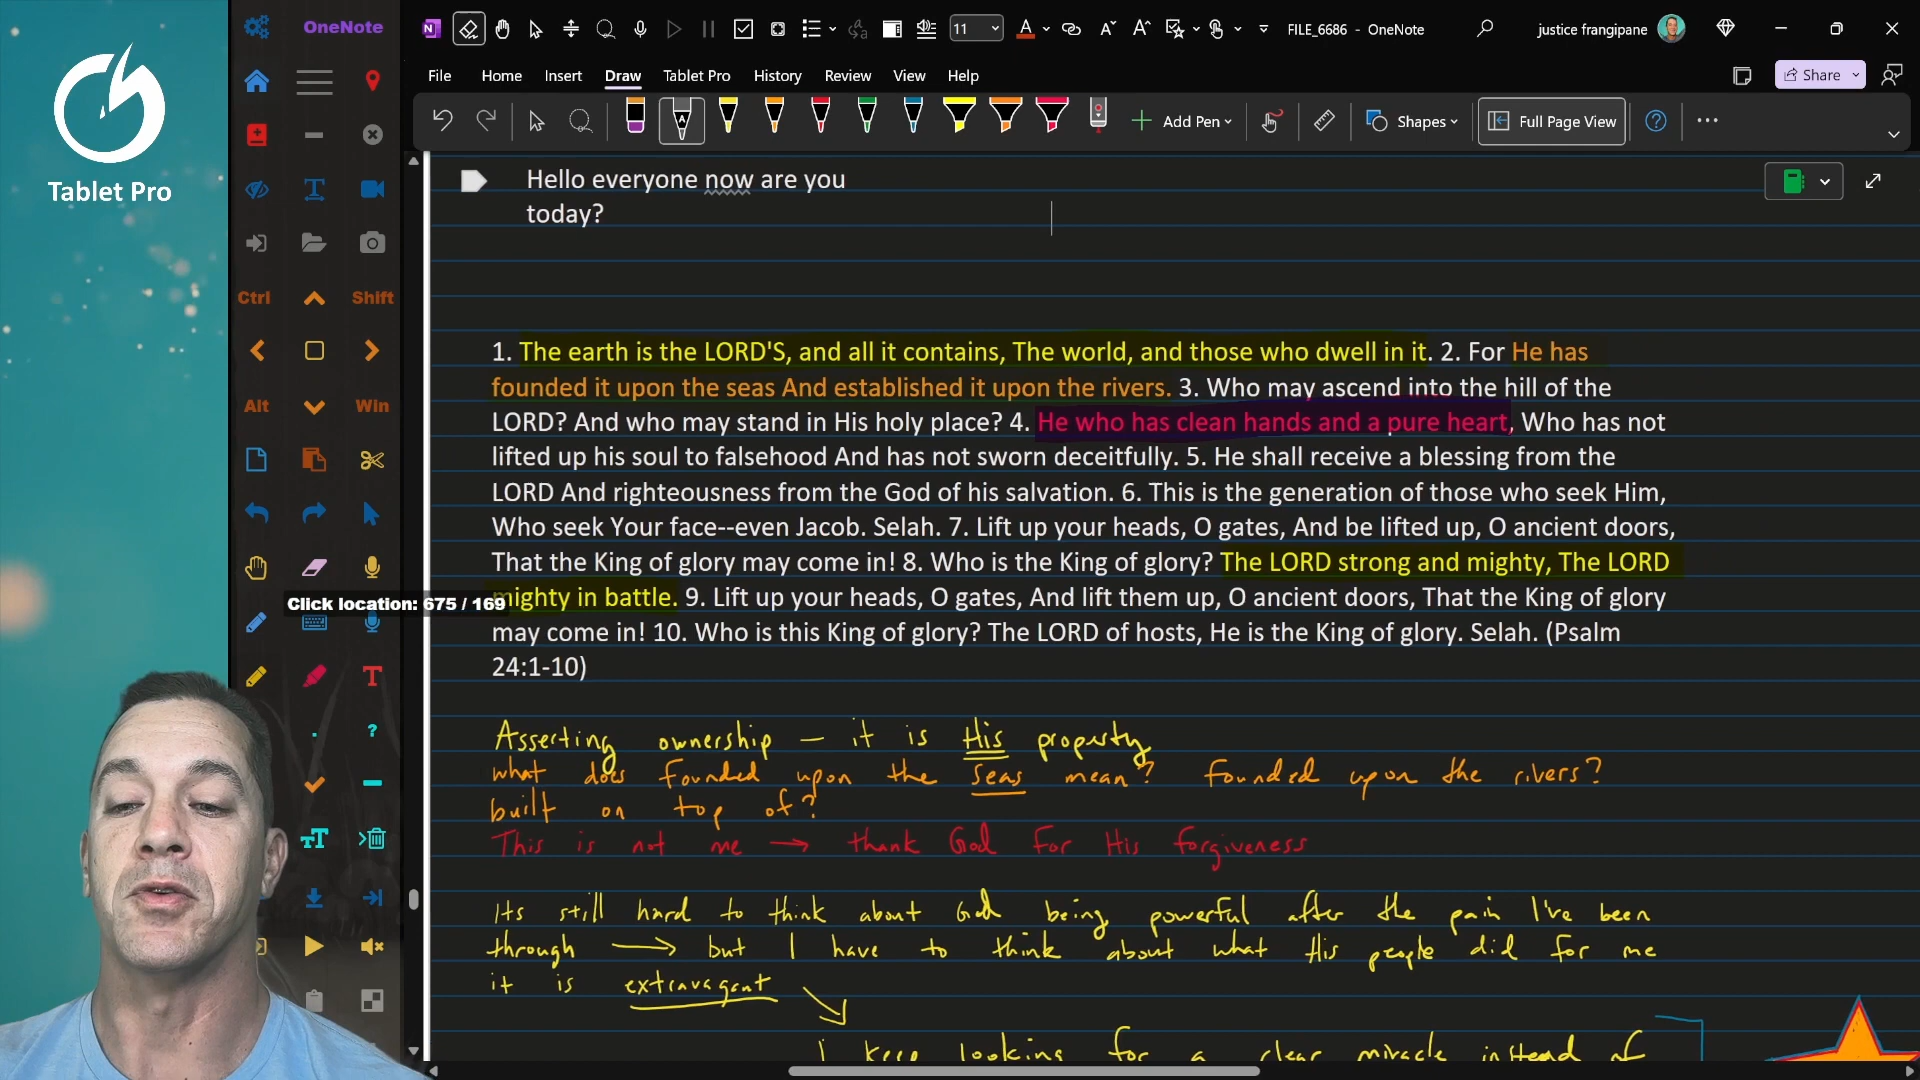 Tablet Pro
OneNote
Ctrl
Shift
Alt
Win
Click location: 675 / 169
T
. ?
11
FILE_6686 - OneNote
justice frangipane
File Home Insert Draw Tablet Pro History Review View Help
Share
Add Pen
Shapes
Full Page View
Hello everyone now are you
today?
1. The earth is the LORD'S, and all it contains, The world, and those who dwell in it. 2. For He has
founded it upon the seas And established it upon the rivers. 3. Who may ascend into the hill of the
LORD? And who may stand in His holy place? 4. He who has clean hands and a pure heart, Who has not
lifted up his soul to falsehood And has not sworn deceitfully. 5. He shall receive a blessing from the
LORD And righteousness from the God of his salvation. 6. This is the generation of those who seek Him,
Who seek Your face--even Jacob. Selah. 7. Lift up your heads, O gates, And be lifted up, O ancient doors,
That the King of glory may come in! 8. Who is the King of glory? The LORD strong and mighty, The LORD
mighty in battle. 9. Lift up your heads, O gates, And lift them up, O ancient doors, That the King of glory
may come in! 10. Who is this King of glory? The LORD of hosts, He is the King of glory. Selah. (Psalm
24:1-10)
Asserting ownership — it is His property
what does founded upon the seas mean? founded upon the rivers?
built on top of?
This is not me → thank God for His forgiveness
Its still hard to think about God being powerful after the pain I've been
through → but I have to think about what His people did for me
it is extravagant
I keep looking for a clear miracle instead of